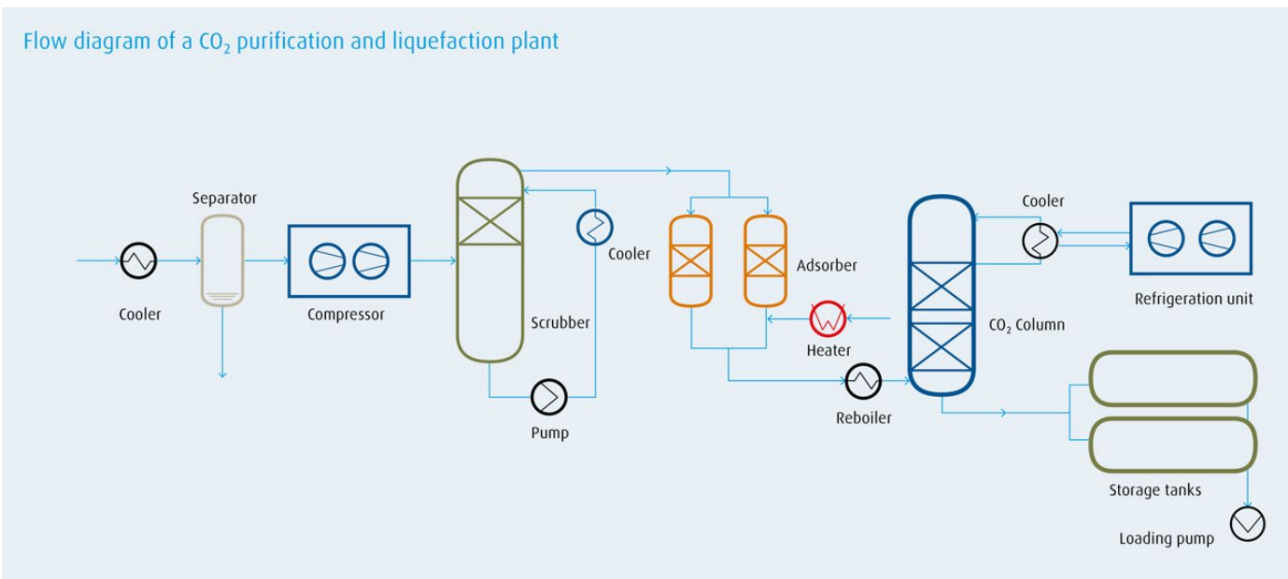 Flow diagram of a CO₂ purification and liquefaction plant
Separator
Cooler
Compressor
Scrubber
Pump
Cooler
Adsorber
Heater
Reboiler
CO₂ Column
Cooler
Refrigeration unit
Storage tanks
Loading pump